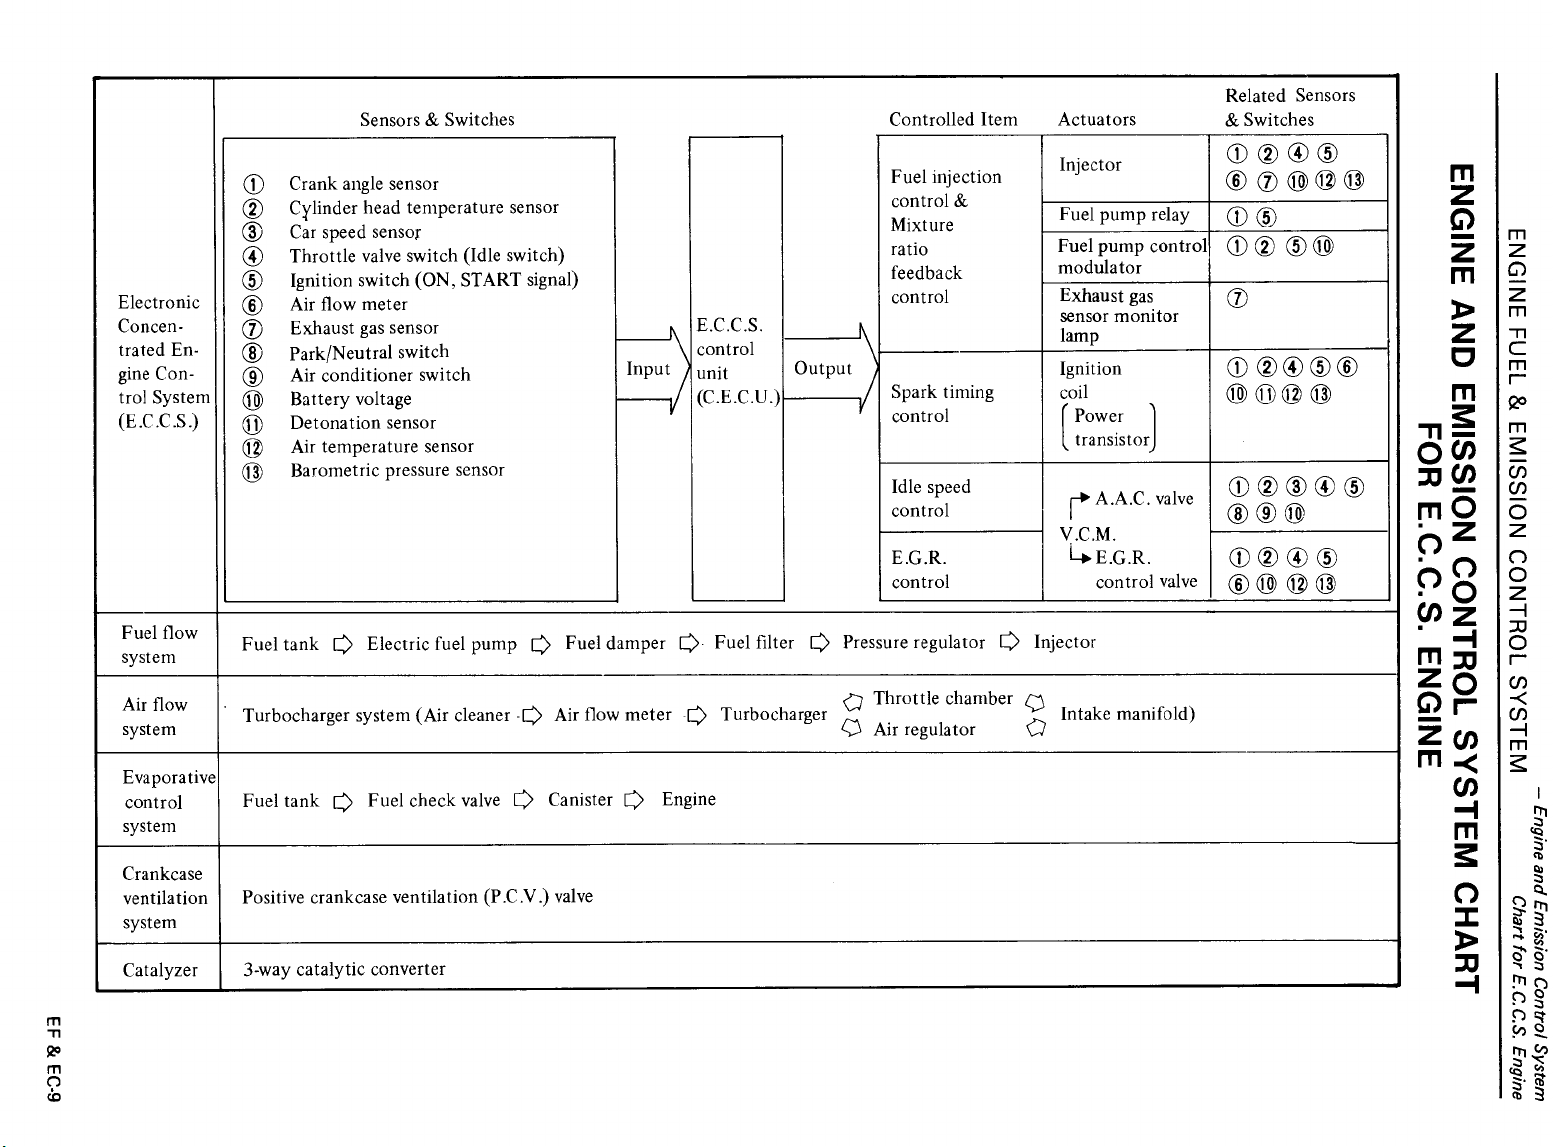 ENGINE FUEL & EMISSION CONTROL SYSTEM
– Engine and Emission Control System
Chart for E.C.C.S. Engine
ENGINE AND EMISSION CONTROL SYSTEM CHART
FOR E.C.C.S. ENGINE
Electronic
Concen-
trated En-
gine Con-
trol System
(E.C.C.S.)
Sensors & Switches
① Crank angle sensor
② Cylinder head temperature sensor
③ Car speed sensor
④ Throttle valve switch (Idle switch)
⑤ Ignition switch (ON, START signal)
⑥ Air flow meter
⑦ Exhaust gas sensor
⑧ Park/Neutral switch
⑨ Air conditioner switch
⑩ Battery voltage
⑪ Detonation sensor
⑫ Air temperature sensor
⑬ Barometric pressure sensor
Input
E.C.C.S.
control
unit
(C.E.C.U.)
Output
Controlled Item
Actuators
Related Sensors
& Switches
Fuel injection
control &
Mixture
ratio
feedback
control
Injector
① ② ④ ⑤
⑥ ⑦ ⑩ ⑫ ⑬
Fuel pump relay
① ⑤
Fuel pump control
modulator
① ② ⑤ ⑩
Exhaust gas
sensor monitor
lamp
⑦
Spark timing
control
Ignition
coil
(Power
transistor)
① ② ④ ⑤ ⑥
⑩ ⑪ ⑫ ⑬
Idle speed
control
A.A.C. valve
① ② ③ ④ ⑤
⑧ ⑨ ⑩
V.C.M.
E.G.R.
control
E.G.R.
control valve
① ② ④ ⑤
⑥ ⑩ ⑫ ⑬
Fuel flow
system
Fuel tank ⇨ Electric fuel pump ⇨ Fuel damper ⇨ Fuel filter ⇨ Pressure regulator ⇨ Injector
Air flow
system
Turbocharger system (Air cleaner ⇨ Air flow meter ⇨ Turbocharger
Throttle chamber
Air regulator
Intake manifold)
Evaporative
control
system
Fuel tank ⇨ Fuel check valve ⇨ Canister ⇨ Engine
Crankcase
ventilation
system
Positive crankcase ventilation (P.C.V.) valve
Catalyzer
3-way catalytic converter
EF & EC-9